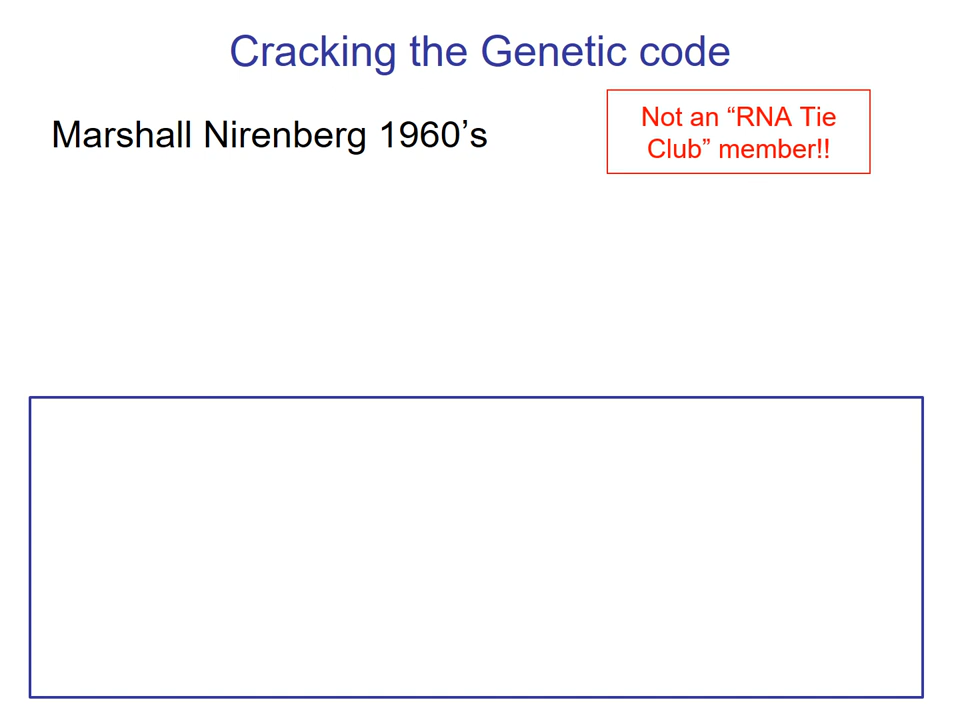 Cracking the Genetic code
Marshall Nirenberg 1960’s
Not an “RNA Tie
Club” member!!